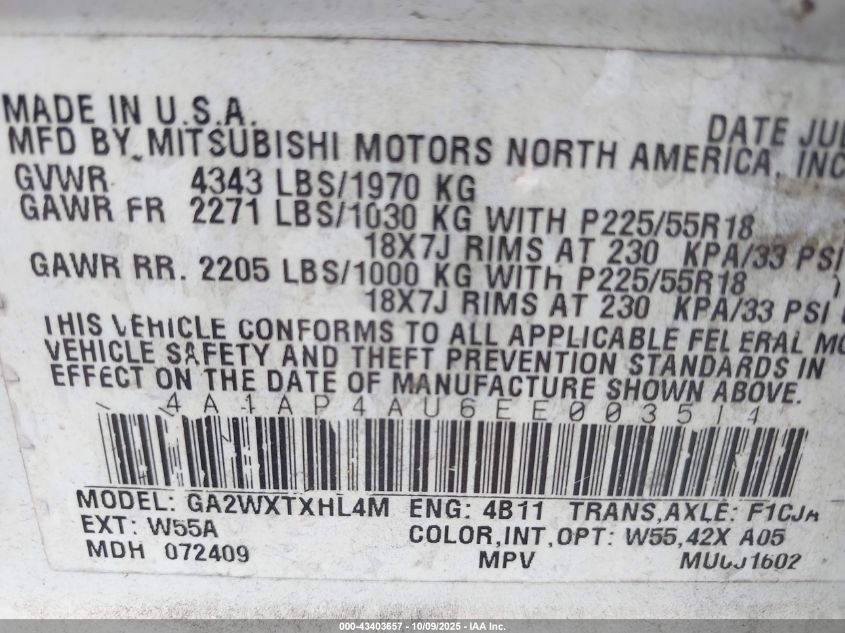 MADE IN U.S.A.
DATE JUL
MFD BY MITSUBISHI MOTORS NORTH AMERICA, INC
GVWR 4343 LBS/1970 KG
GAWR FR 2271 LBS/1030 KG WITH P225/55R18
18X7J RIMS AT 230 KPA/33 PSI
GAWR RR. 2205 LBS/1000 KG WITH P225/55R18
18X7J RIMS AT 230 KPA/33 PSI
THIS VEHICLE CONFORMS TO ALL APPLICABLE FEDERAL MO
VEHICLE SAFETY AND THEFT PREVENTION STANDARDS IN
EFFECT ON THE DATE OF MANUFACTURE SHOWN ABOVE.
4A4AP4AU6EE003514
MODEL: GA2WXTXHL4M ENG: 4B11 TRANS,AXLE: F1CJA
EXT: W55A COLOR,INT,OPT: W55,42X A05
MDH 072409 MPV
000-43403657 - 10/09/2025 - IAA Inc.